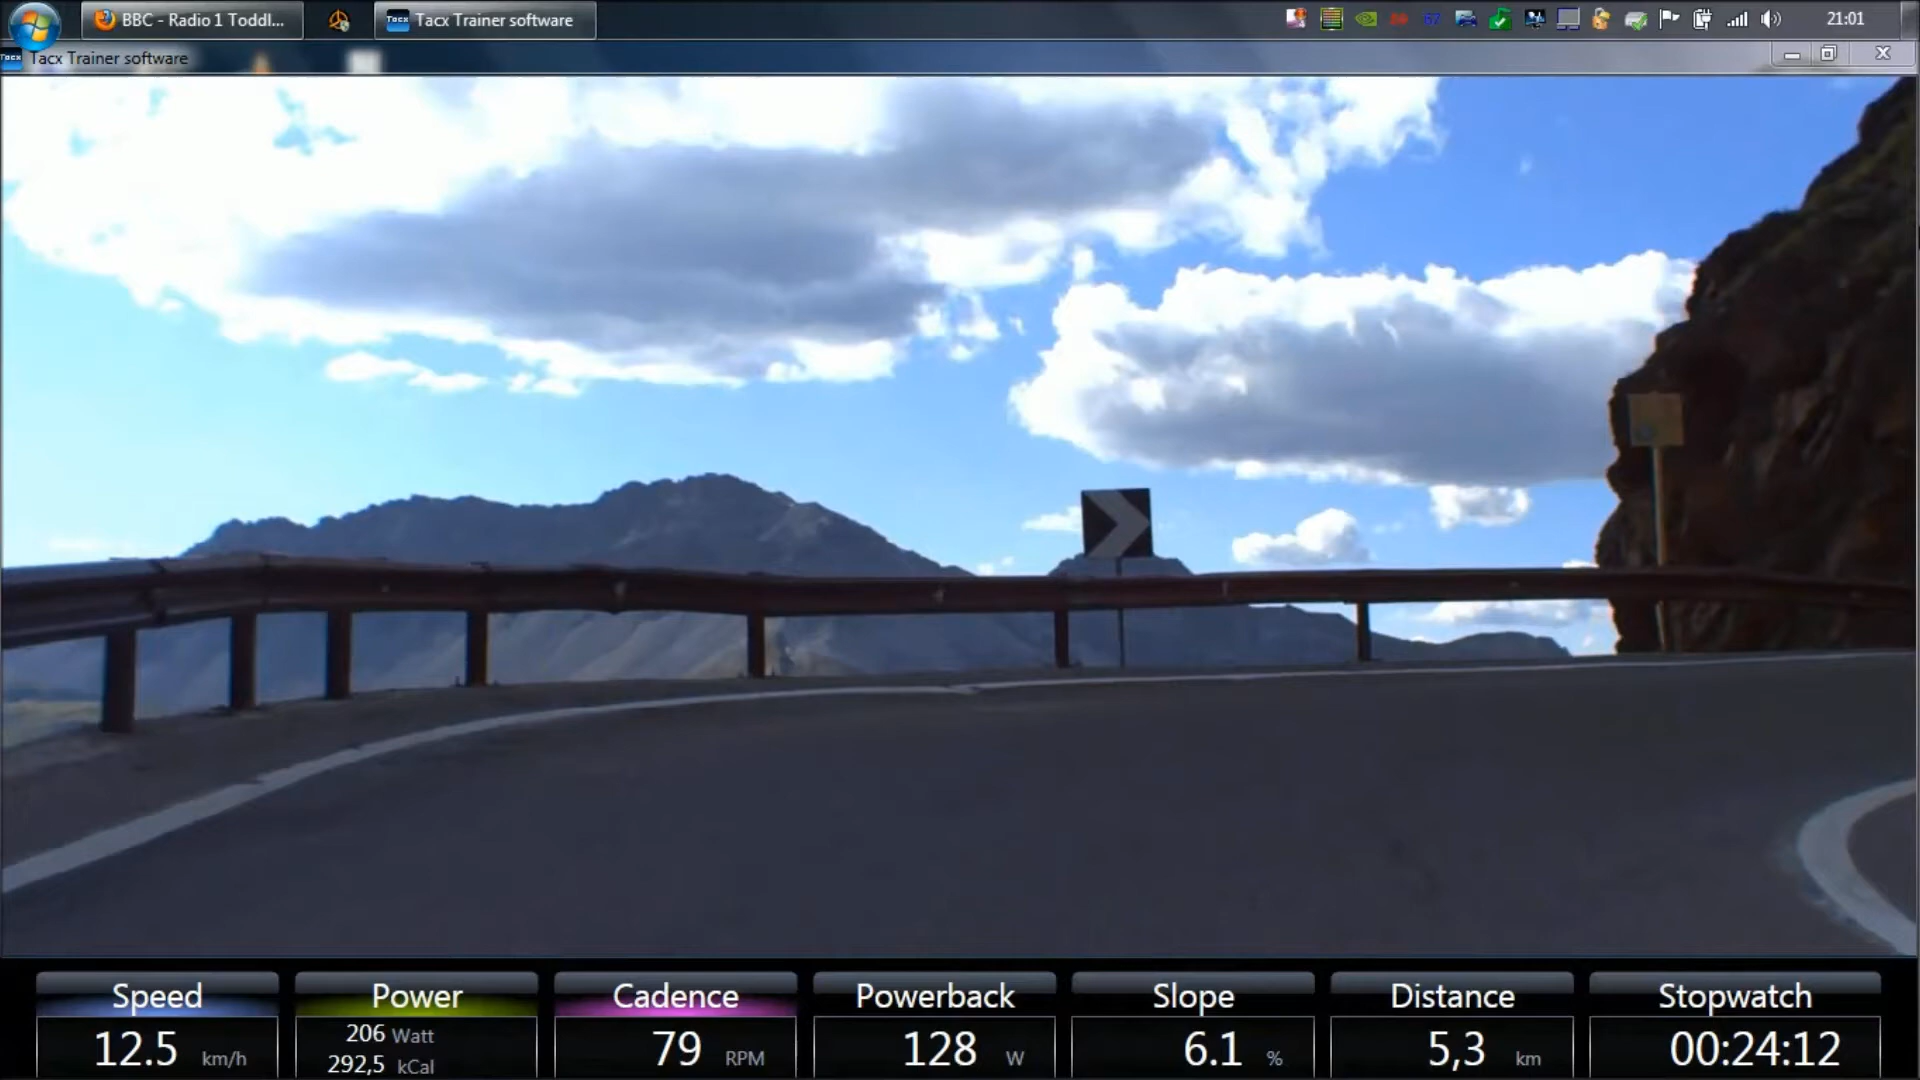 BBC - Radio 1 Toddl...
Tacx Tacx Trainer software
21:01
Tacx Tacx Trainer software
Speed
12.5 km/h
Power
206 Watt
292,5 kCal
Cadence
79 RPM
Powerback
128 W
Slope
6.1 %
Distance
5,3 km
Stopwatch
00:24:12